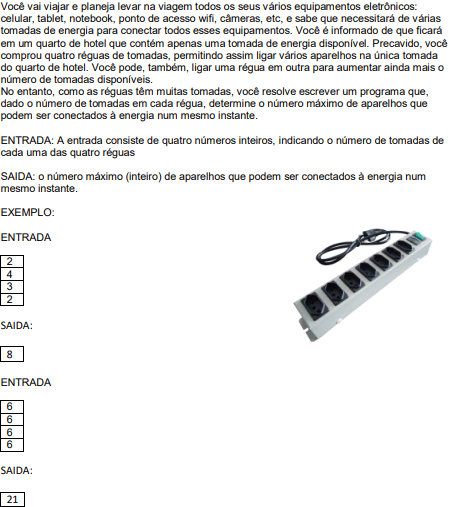 Você vai viajar e planeja levar na viagem todos os seus vários equipamentos eletrônicos:
celular, tablet, notebook, ponto de acesso wifi, câmeras, etc, e sabe que necessitará de várias
tomadas de energia para conectar todos esses equipamentos. Você é informado de que ficará
em um quarto de hotel que contém apenas uma tomada de energia disponível. Precavido, você
comprou quatro réguas de tomadas, permitindo assim ligar vários aparelhos na única tomada
do quarto de hotel. Você pode, também, ligar uma régua em outra para aumentar ainda mais o
número de tomadas disponíveis.
No entanto, como as réguas têm muitas tomadas, você resolve escrever um programa que,
dado o número de tomadas em cada régua, determine o número máximo de aparelhos que
podem ser conectados à energia num mesmo instante.
ENTRADA: A entrada consiste de quatro números inteiros, indicando o número de tomadas de
cada uma das quatro réguas
SAIDA: o número máximo (inteiro) de aparelhos que podem ser conectados à energia num
mesmo instante.
EXEMPLO:
ENTRADA
2
4
3
2
SAIDA:
8
ENTRADA
6
6
6
6
SAIDA:
21